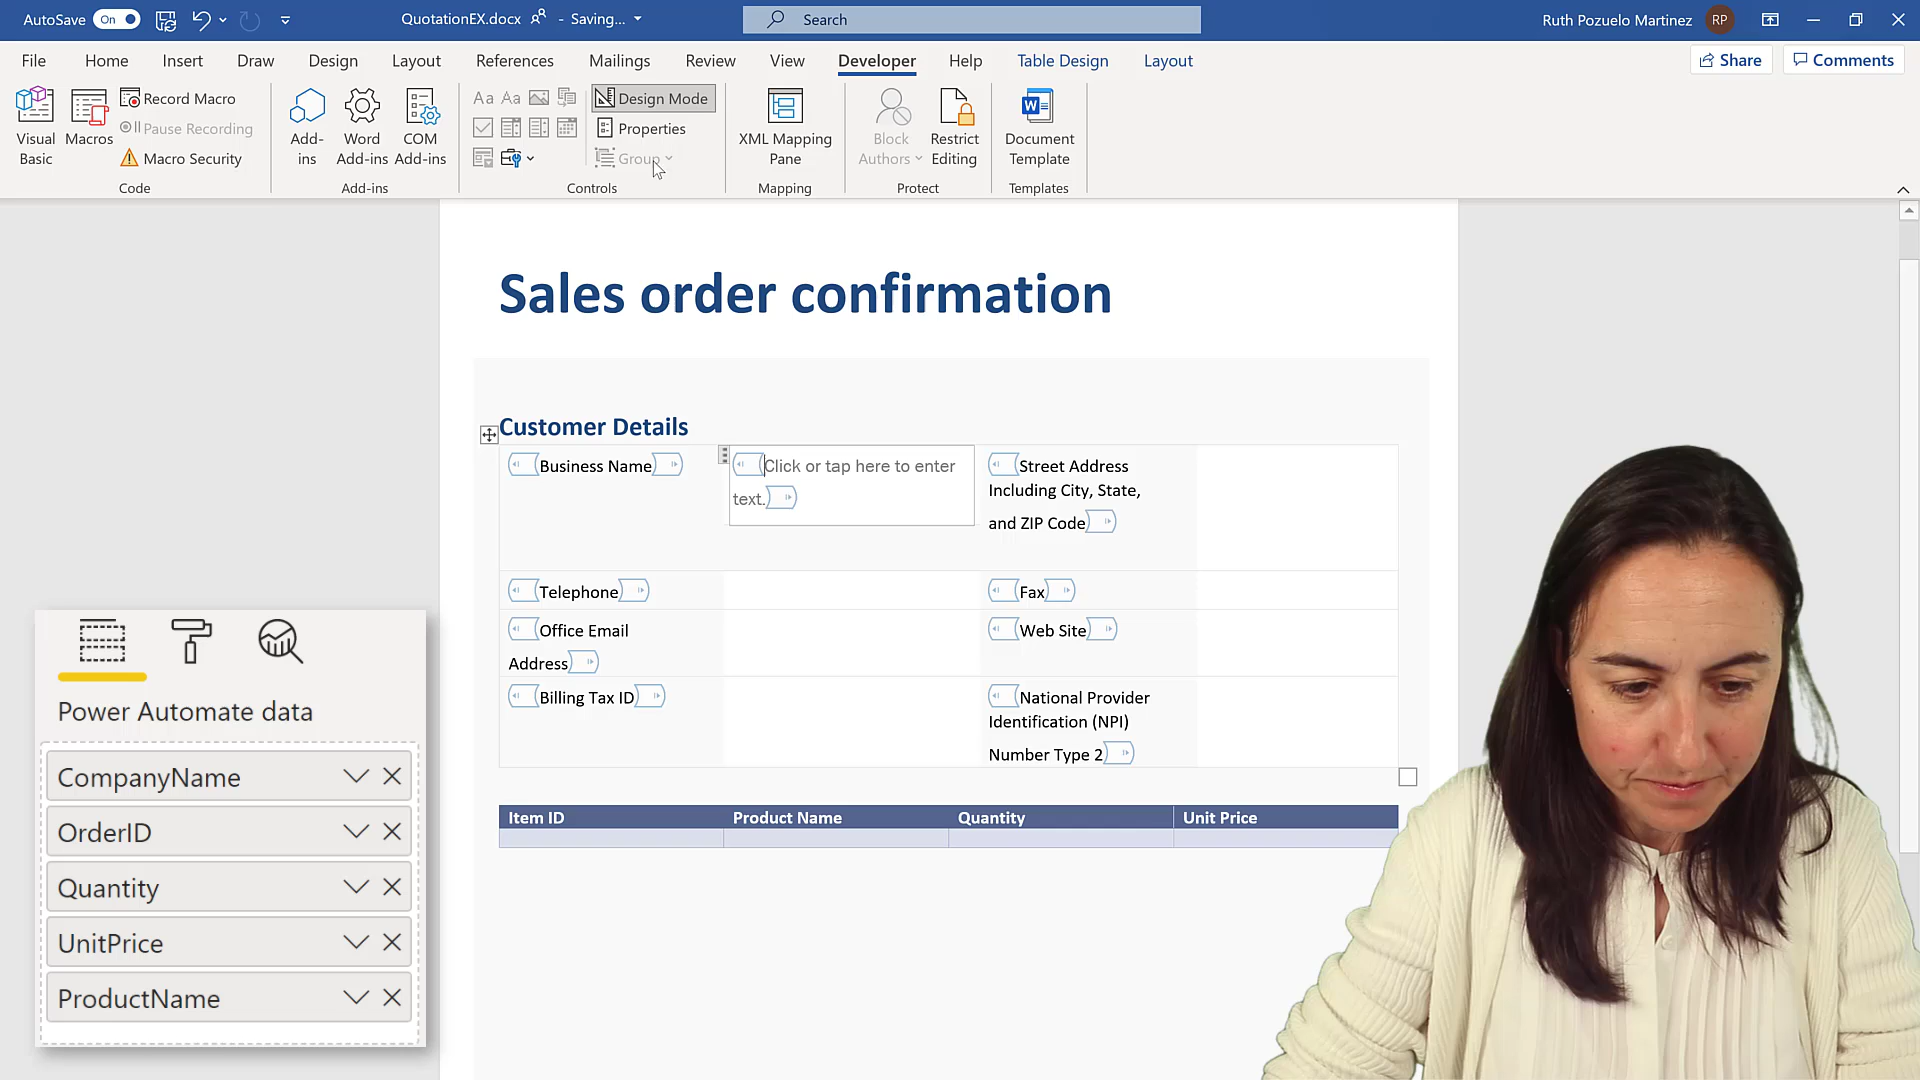 AutoSave On QuotationEX.docx - Saving... Search Ruth Pozuelo Martinez RP
File Home Insert Draw Design Layout References Mailings Review View Developer Help Table Design Layout Share Comments
Visual Basic
Macros
Record Macro
Pause Recording
Macro Security
Code
Add-ins
Word Add-ins
COM Add-ins
Add-ins
Aa Aa
Design Mode
Properties
Group
Controls
XML Mapping Pane
Mapping
Block Authors
Restrict Editing
Protect
Document Template
Templates
Sales order confirmation
Customer Details
Business Name
Click or tap here to enter
text.
Street Address
Including City, State,
and ZIP Code
Telephone
Fax
Office Email
Address
Web Site
Billing Tax ID
National Provider
Identification (NPI)
Number Type 2
Item ID Product Name Quantity Unit Price
Power Automate data
CompanyName
OrderID
Quantity
UnitPrice
ProductName